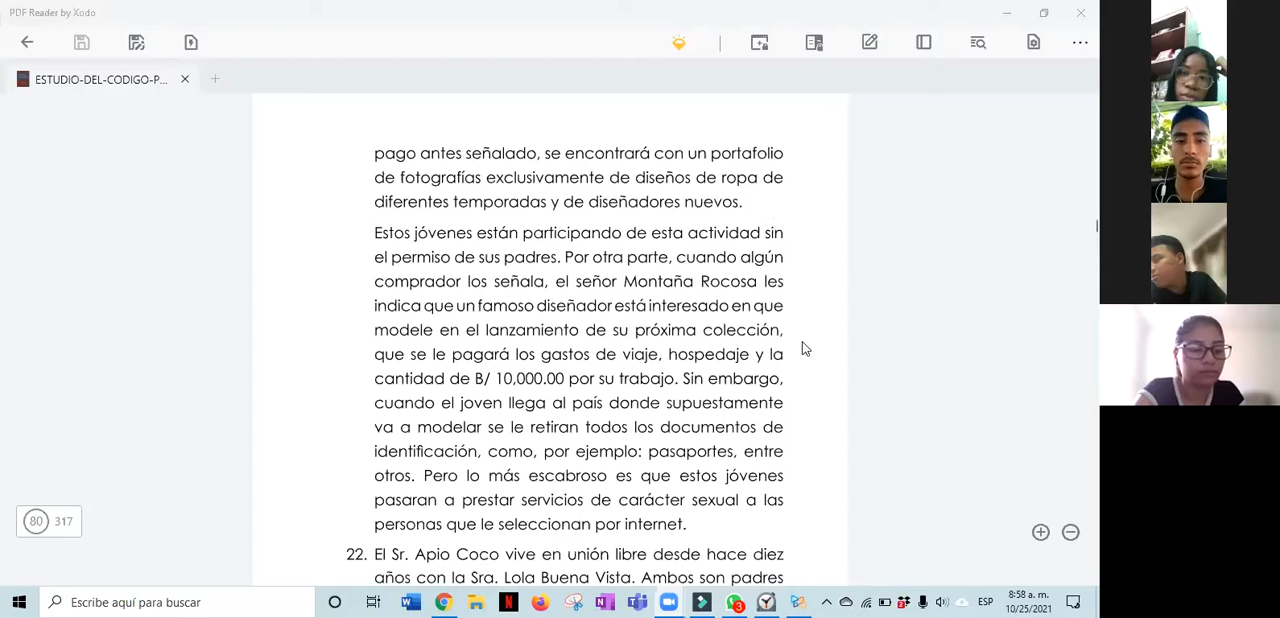 PDF Reader by Xodo
ESTUDIO-DEL-CODIGO-P...
pago antes señalado, se encontrará con un portafolio
de fotografías exclusivamente de diseños de ropa de
diferentes temporadas y de diseñadores nuevos.
Estos jóvenes están participando de esta actividad sin
el permiso de sus padres. Por otra parte, cuando algún
comprador los señala, el señor Montaña Rocosa les
indica que un famoso diseñador está interesado en que
modele en el lanzamiento de su próxima colección,
que se le pagará los gastos de viaje, hospedaje y la
cantidad de B/ 10,000.00 por su trabajo. Sin embargo,
cuando el joven llega al país donde supuestamente
va a modelar se le retiran todos los documentos de
identificación, como, por ejemplo: pasaportes, entre
otros. Pero lo más escabroso es que estos jóvenes
pasaran a prestar servicios de carácter sexual a las
personas que le seleccionan por internet.
22. El Sr. Apio Coco vive en unión libre desde hace diez
años con la Sra. Lola Buena Vista. Ambos son padres
80 317
Escribe aquí para buscar
3
ESP
8:58 a. m.
10/25/2021